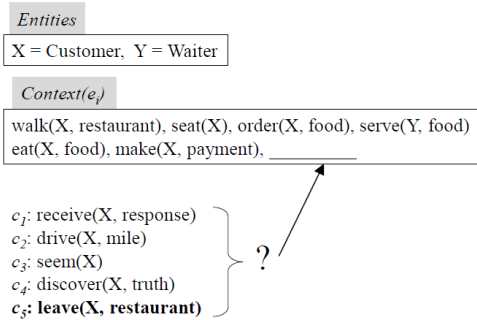 Entities
X = Customer, Y = Waiter
Context(ei)
walk(X, restaurant), seat(X), order(X, food), serve(Y, food)
eat(X, food), make(X, payment), __________
c1: receive(X, response)
c2: drive(X, mile)
c3: seem(X)
c4: discover(X, truth)
c5: leave(X, restaurant)
?